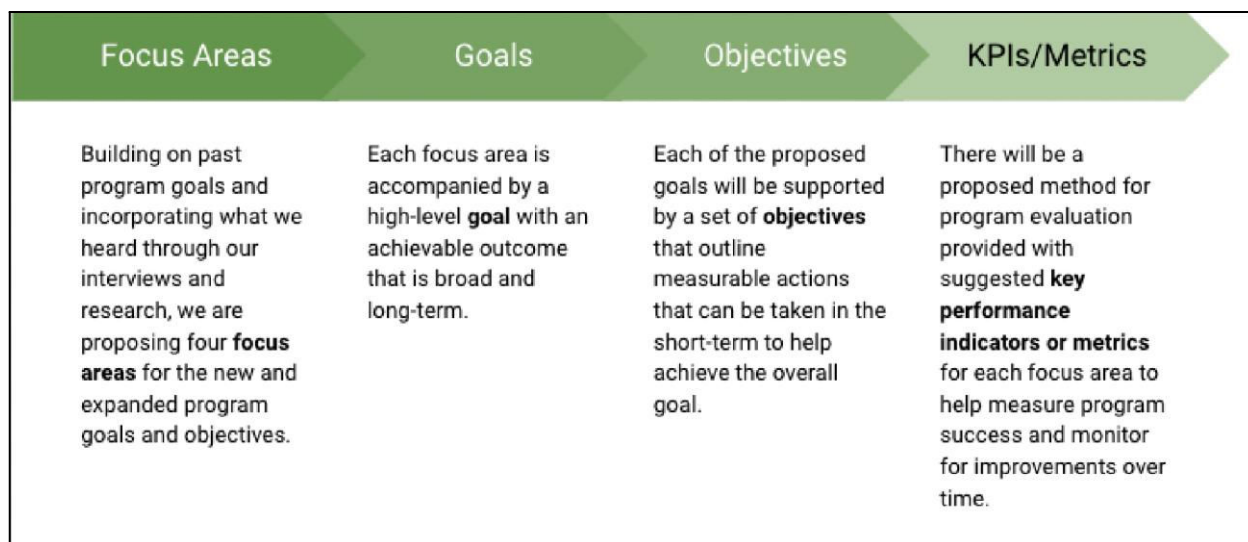 Focus Areas
Goals
Objectives
KPIs/Metrics
Building on past
program goals and
incorporating what we
heard through our
interviews and
research, we are
proposing four focus
areas for the new and
expanded program
goals and objectives.
Each focus area is
accompanied by a
high-level goal with an
achievable outcome
that is broad and
long-term.
Each of the proposed
goals will be supported
by a set of objectives
that outline
measurable actions
that can be taken in the
short-term to help
achieve the overall
goal.
There will be a
proposed method for
program evaluation
provided with
suggested key
performance
indicators or metrics
for each focus area to
help measure program
success and monitor
for improvements over
time.